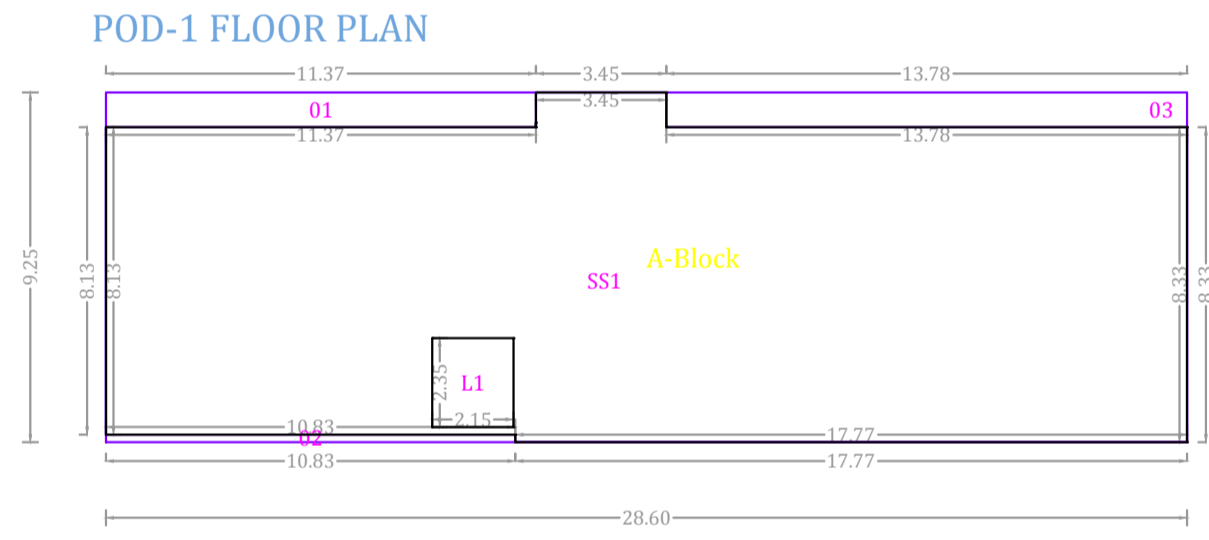 POD-1 FLOOR PLAN
11.37 3.45 13.78
3.45
01 03
11.37 13.78
A-Block
SS1
9.25 8.13 8.13 8.33 8.33
2.35 L1
2.15
10.83
02 17.77
10.83 17.77
28.60